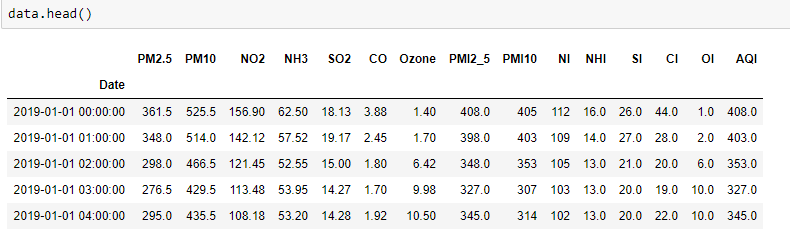 data.head()
PM2.5 PM10 NO2 NH3 SO2 CO Ozone PMI2_5 PMI10 NI NHI SI CI OI AQI
Date
2019-01-01 00:00:00 361.5 525.5 156.90 62.50 18.13 3.88 1.40 408.0 405 112 16.0 26.0 44.0 1.0 408.0
2019-01-01 01:00:00 348.0 514.0 142.12 57.52 19.17 2.45 1.70 398.0 403 109 14.0 27.0 28.0 2.0 403.0
2019-01-01 02:00:00 298.0 466.5 121.45 52.55 15.00 1.80 6.42 348.0 353 105 13.0 21.0 20.0 6.0 353.0
2019-01-01 03:00:00 276.5 429.5 113.48 53.95 14.27 1.70 9.98 327.0 307 103 13.0 20.0 19.0 10.0 327.0
2019-01-01 04:00:00 295.0 435.5 108.18 53.20 14.28 1.92 10.50 345.0 314 102 13.0 20.0 22.0 10.0 345.0